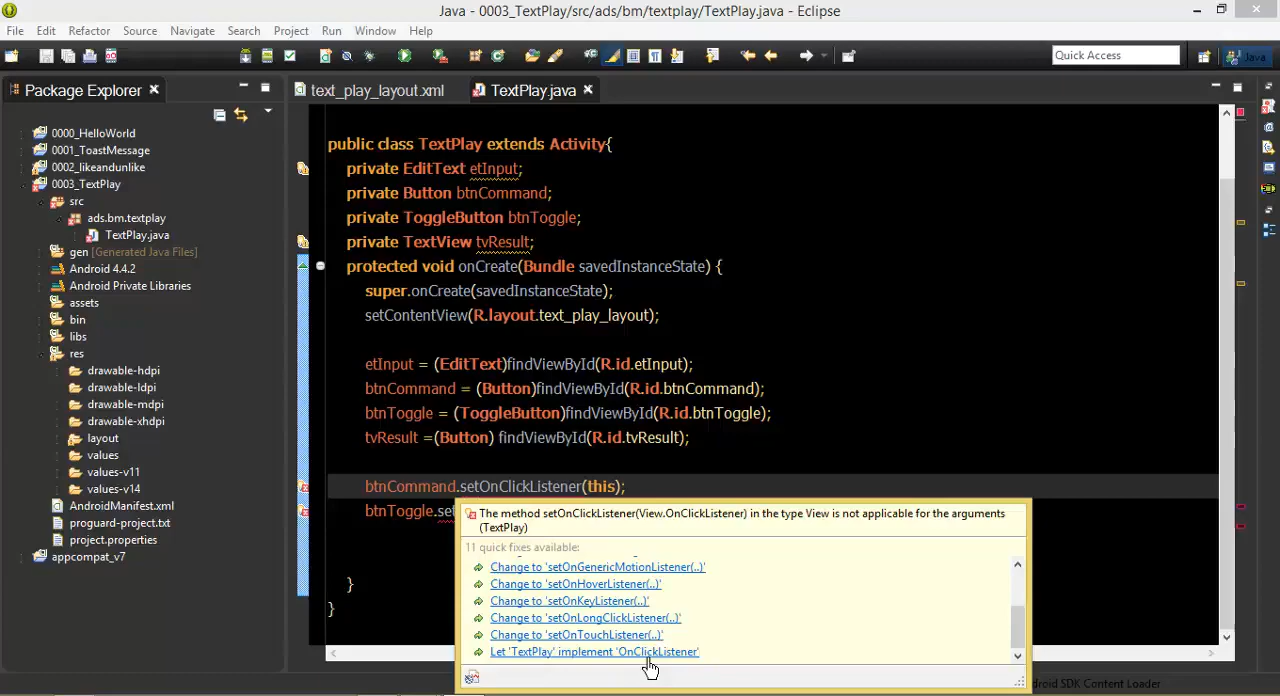 Java - 0003_TextPlay/src/ads/bm/textplay/TextPlay.java - Eclipse
File Edit Refactor Source Navigate Search Project Run Window Help
Quick Access
Java
Package Explorer
text_play_layout.xml
TextPlay.java
0000_HelloWorld
0001_ToastMessage
0002_likeandunlike
0003_TextPlay
src
ads.bm.textplay
TextPlay.java
gen [Generated Java Files]
Android 4.4.2
Android Private Libraries
assets
bin
libs
res
drawable-hdpi
drawable-ldpi
drawable-mdpi
drawable-xhdpi
layout
values
values-v11
values-v14
AndroidManifest.xml
proguard-project.txt
project.properties
appcompat_v7
public class TextPlay extends Activity{
private EditText etInput;
private Button btnCommand;
private ToggleButton btnToggle;
private TextView tvResult;
protected void onCreate(Bundle savedInstanceState) {
super.onCreate(savedInstanceState);
setContentView(R.layout.text_play_layout);
etInput = (EditText)findViewById(R.id.etInput);
btnCommand = (Button)findViewById(R.id.btnCommand);
btnToggle = (ToggleButton)findViewById(R.id.btnToggle);
tvResult =(Button) findViewById(R.id.tvResult);
btnCommand.setOnClickListener(this);
btnToggle.set
}
}
The method setOnClickListener(View.OnClickListener) in the type View is not applicable for the arguments
(TextPlay)
11 quick fixes available:
Change to 'setOnGenericMotionListener(..)'
Change to 'setOnHoverListener(..)'
Change to 'setOnKeyListener(..)'
Change to 'setOnLongClickListener(..)'
Change to 'setOnTouchListener(..)'
Let 'TextPlay' implement 'OnClickListener'
droid SDK Content Loader